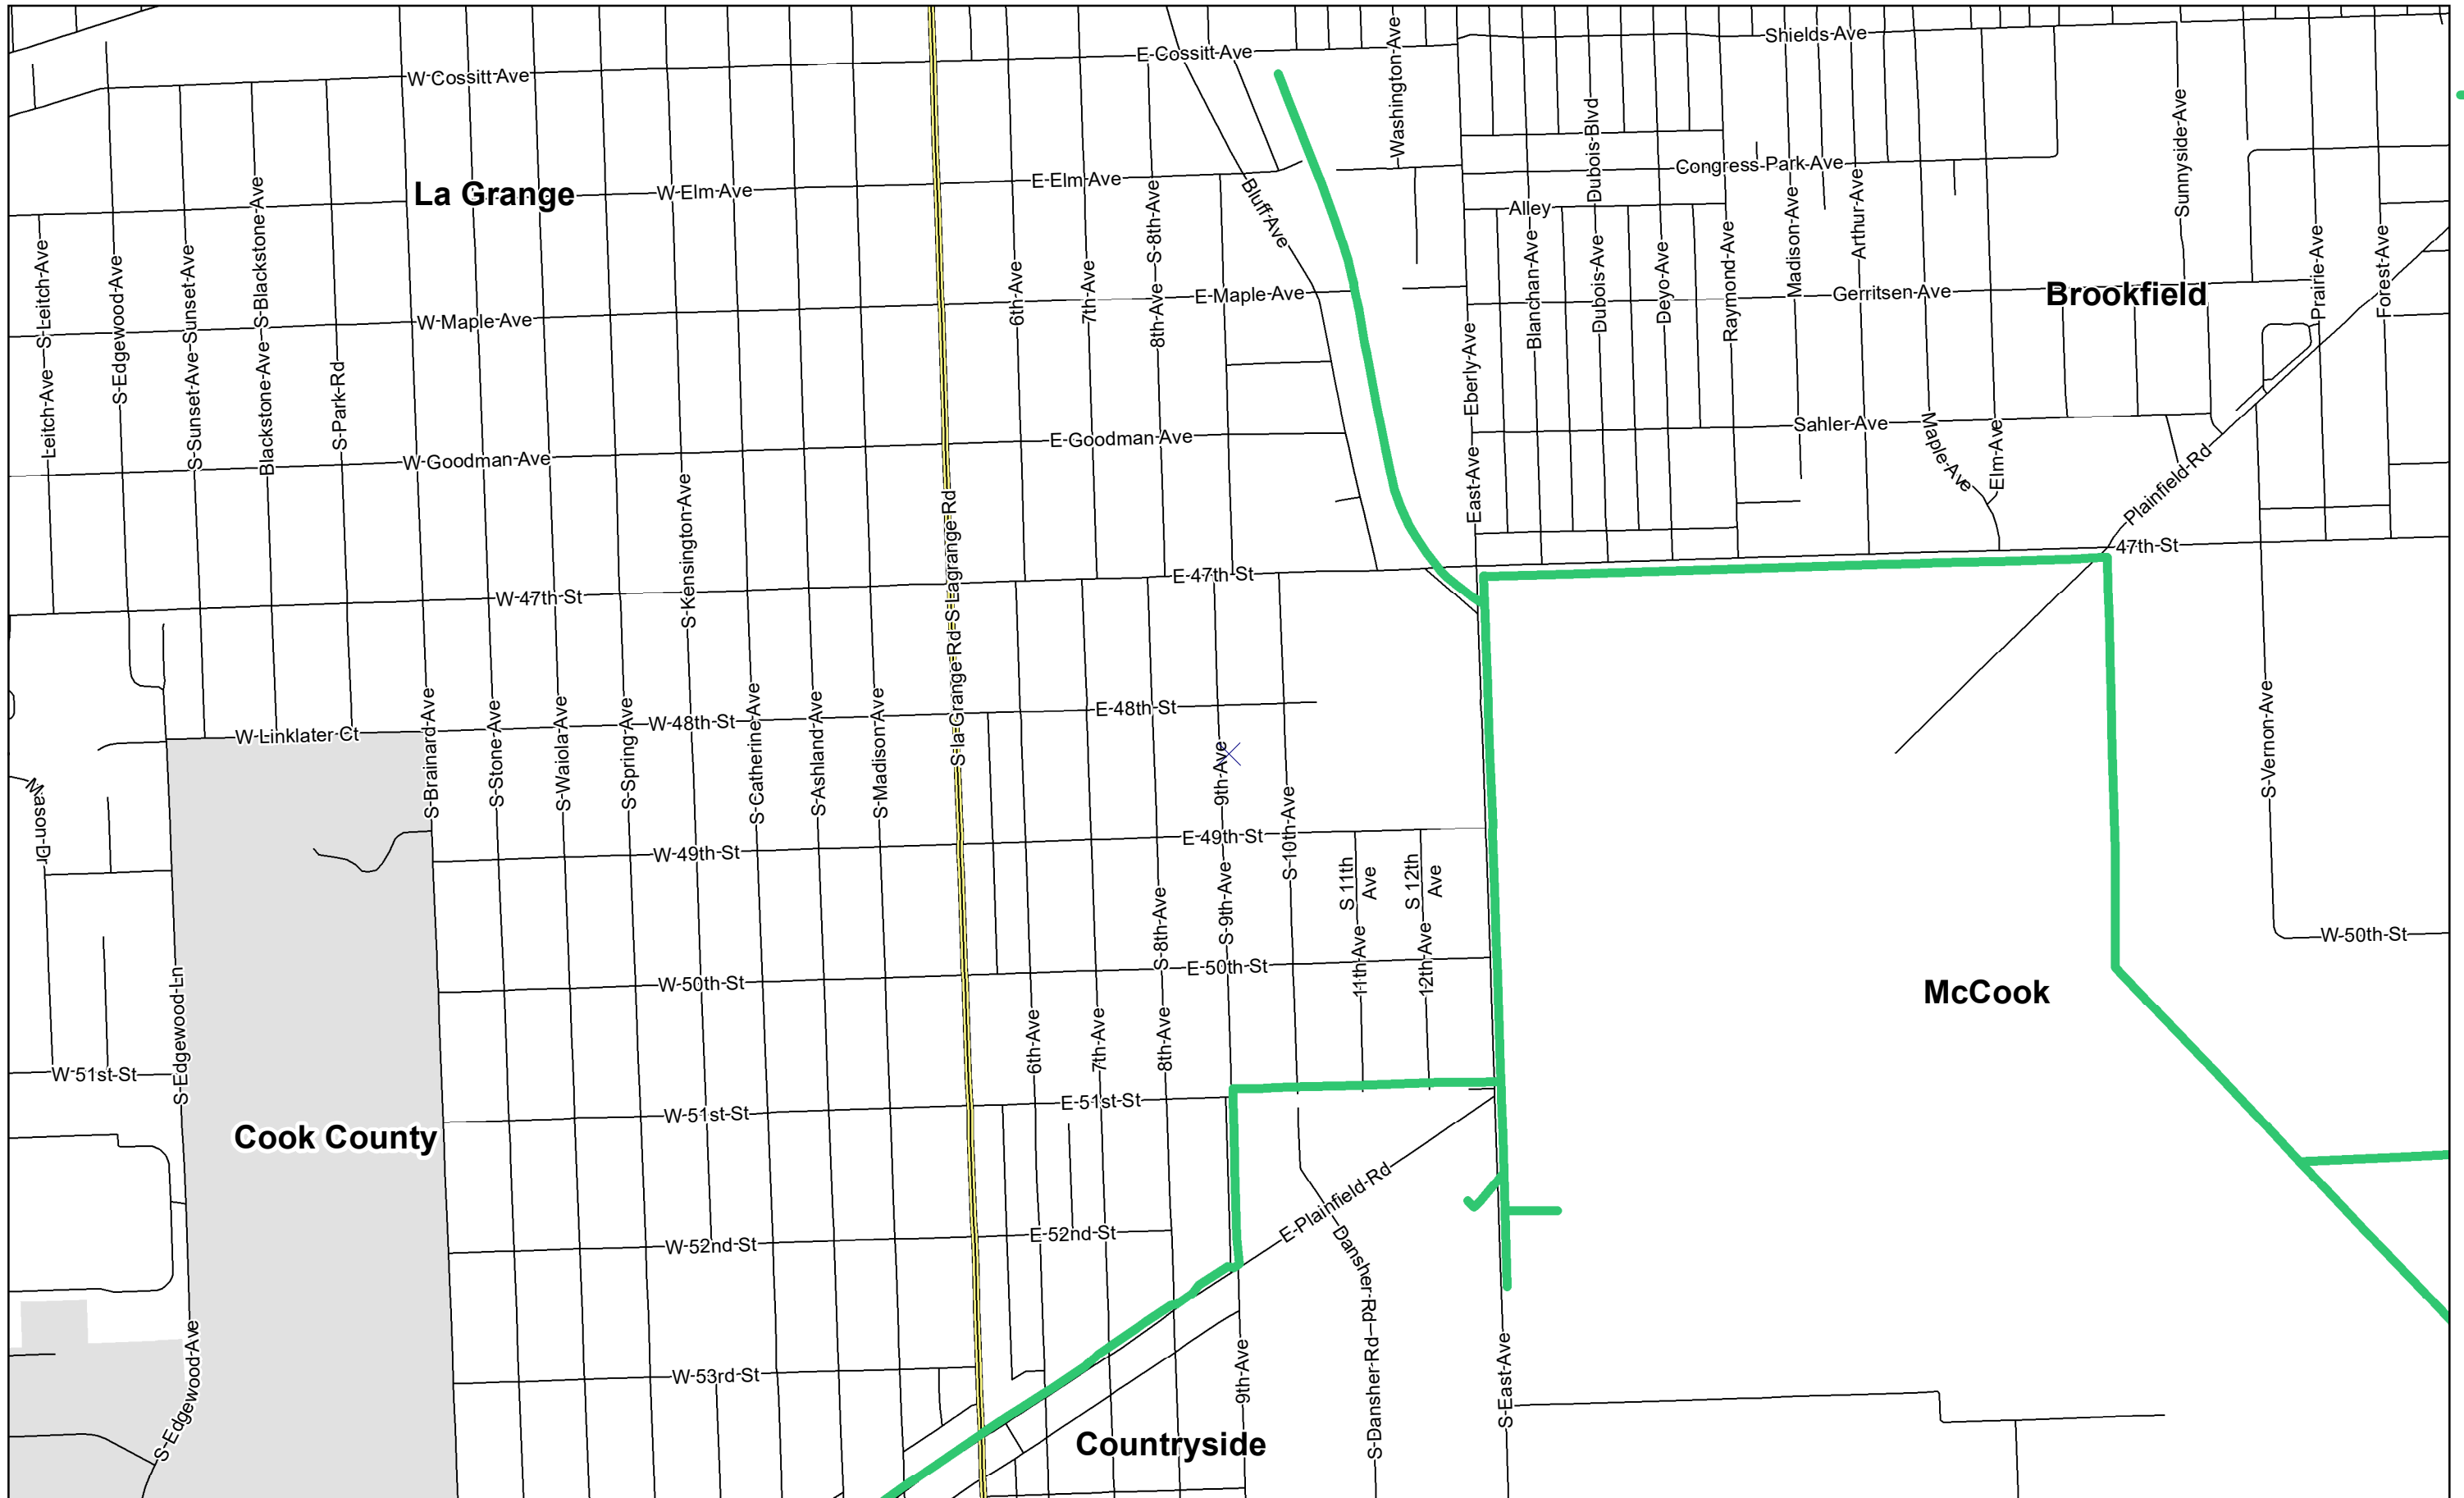 E-Cossitt-Ave
Shields-Ave
W-Cossitt-Ave
Washington-Ave
Dubois-Blvd
Sunnyside-Ave
Congress-Park-Ave
La Grange
W-Elm-Ave
E-Elm-Ave
Alley
Bluff-Ave
S-8th-Ave
8th-Ave
S-Leitch-Ave
Leitch-Ave
S-Edgewood-Ave
S-Sunset-Ave
Sunset-Ave
S-Sunset-Ave
S-Blackstone-Ave
Blackstone-Ave
S-Park-Rd
6th-Ave
7th-Ave
E-Maple-Ave
W-Maple-Ave
Eberly-Ave
East-Ave
Blanchan-Ave
Dubois-Ave
Deyo-Ave
Raymond-Ave
Madison-Ave
Arthur-Ave
Gerritsen-Ave
Brookfield
Prairie-Ave
Forest-Ave
W-Goodman-Ave
E-Goodman-Ave
Sahler-Ave
Maple-Ave
Elm-Ave
Plainfield-Rd
47th-St
E-47th-St
W-47th-St
S-Kensington-Ave
S-Lagrange-Rd
S-la-Grange-Rd
W-Linklater-Ct
W-48th-St
E-48th-St
S-Brainard-Ave
S-Stone-Ave
S-Waiola-Ave
S-Spring-Ave
S-Catherine-Ave
S-Ashland-Ave
S-Madison-Ave
9th-Ave
S-10th-Ave
S-Vernon-Ave
Mason-Dr
W-49th-St
E-49th-St
S 11th
Ave
S 12th
Ave
S-9th-Ave
S-8th-Ave
11th-Ave
12th-Ave
W-50th-St
E-50th-St
W-50th-St
McCook
S-Edgewood-Ln
6th-Ave
7th-Ave
8th-Ave
W-51st-St
W-51st-St
E-51st-St
Cook County
E-Plainfield-Rd
W-52nd-St
E-52nd-St
Dansher-Rd
S-Dansher-Rd
S-Edgewood-Ave
W-53rd-St
9th-Ave
S-East-Ave
Countryside